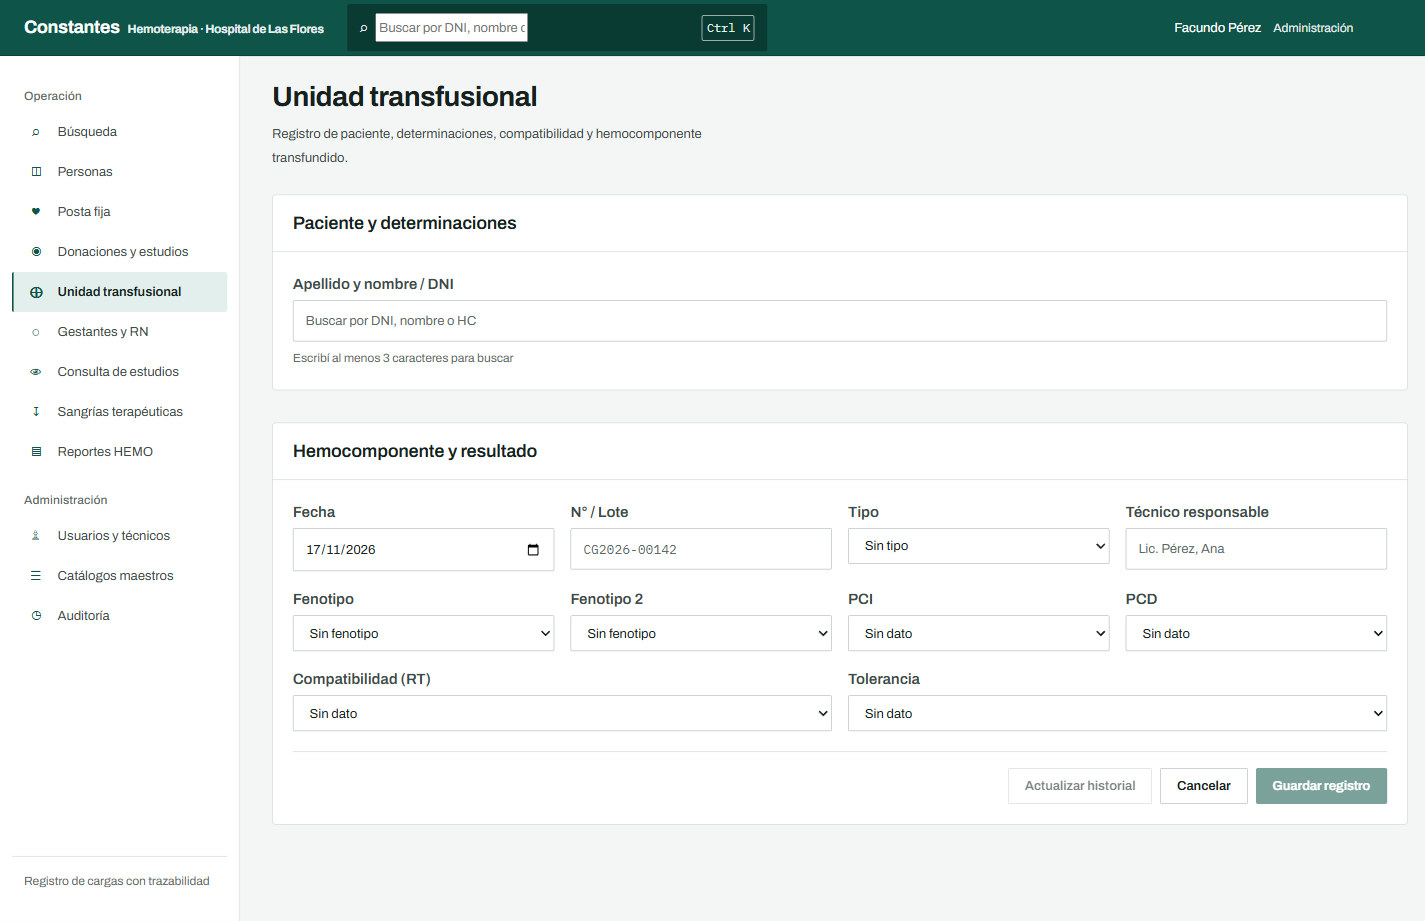 Constantes Hemoterapia · Hospital de Las Flores
Buscar por DNI, nombre
Ctrl K
Facundo Pérez Administración
Operación
Búsqueda
Personas
Posta fija
Donaciones y estudios
Unidad transfusional
Gestantes y RN
Consulta de estudios
Sangrías terapéuticas
Reportes HEMO
Administración
Usuarios y técnicos
Catálogos maestros
Auditoría
Registro de cargas con trazabilidad
Unidad transfusional
Registro de paciente, determinaciones, compatibilidad y hemocomponente
transfundido.
Paciente y determinaciones
Apellido y nombre / DNI
Buscar por DNI, nombre o HC
Escribí al menos 3 caracteres para buscar
Hemocomponente y resultado
Fecha
17/11/2026
N° / Lote
CG2026-00142
Tipo
Sin tipo
Técnico responsable
Lic. Pérez, Ana
Fenotipo
Sin fenotipo
Fenotipo 2
Sin fenotipo
PCI
Sin dato
PCD
Sin dato
Compatibilidad (RT)
Sin dato
Tolerancia
Sin dato
Actualizar historial
Cancelar
Guardar registro